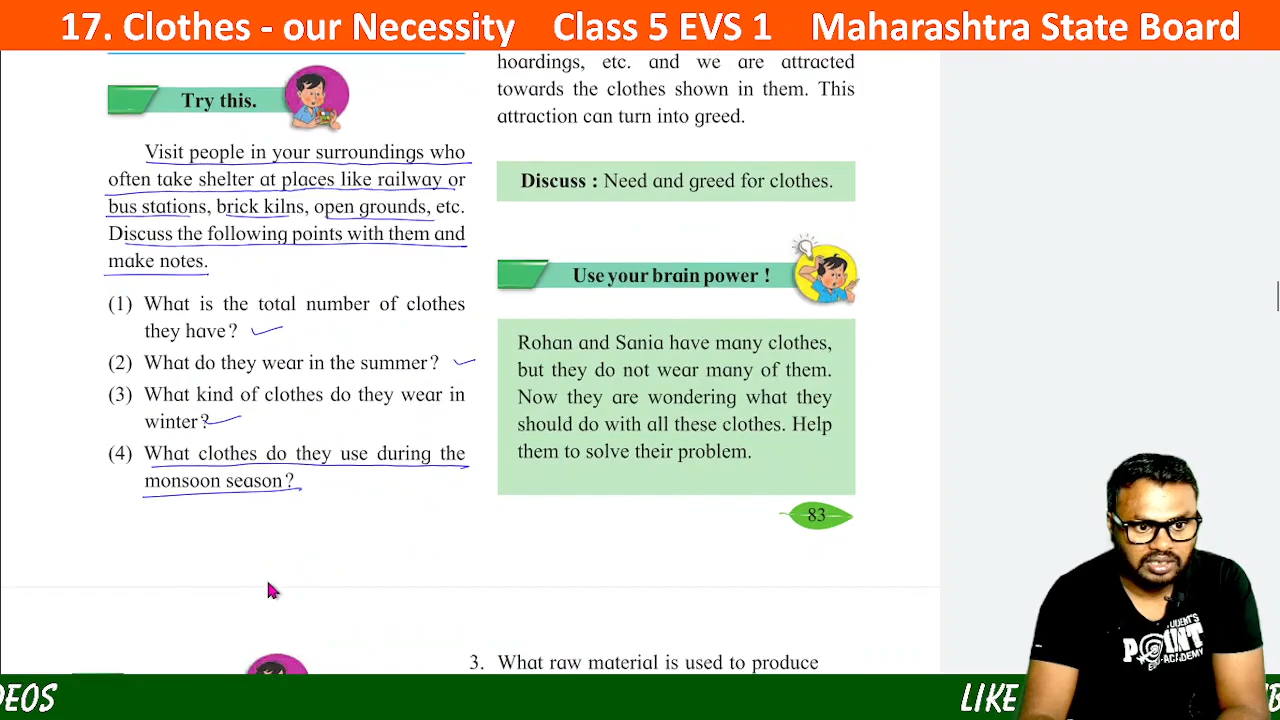 17. Clothes - our Necessity Class 5 EVS 1 Maharashtra State Board
Try this.
Visit people in your surroundings who
often take shelter at places like railway or
bus stations, brick kilns, open grounds, etc.
Discuss the following points with them and
make notes.
(1) What is the total number of clothes
they have?
(2) What do they wear in the summer?
(3) What kind of clothes do they wear in
winter?
(4) What clothes do they use during the
monsoon season?
hoardings, etc. and we are attracted
towards the clothes shown in them. This
attraction can turn into greed.
Discuss : Need and greed for clothes.
Use your brain power !
Rohan and Sania have many clothes,
but they do not wear many of them.
Now they are wondering what they
should do with all these clothes. Help
them to solve their problem.
83
3. What raw material is used to produce
POINT
DEOS
LIKE